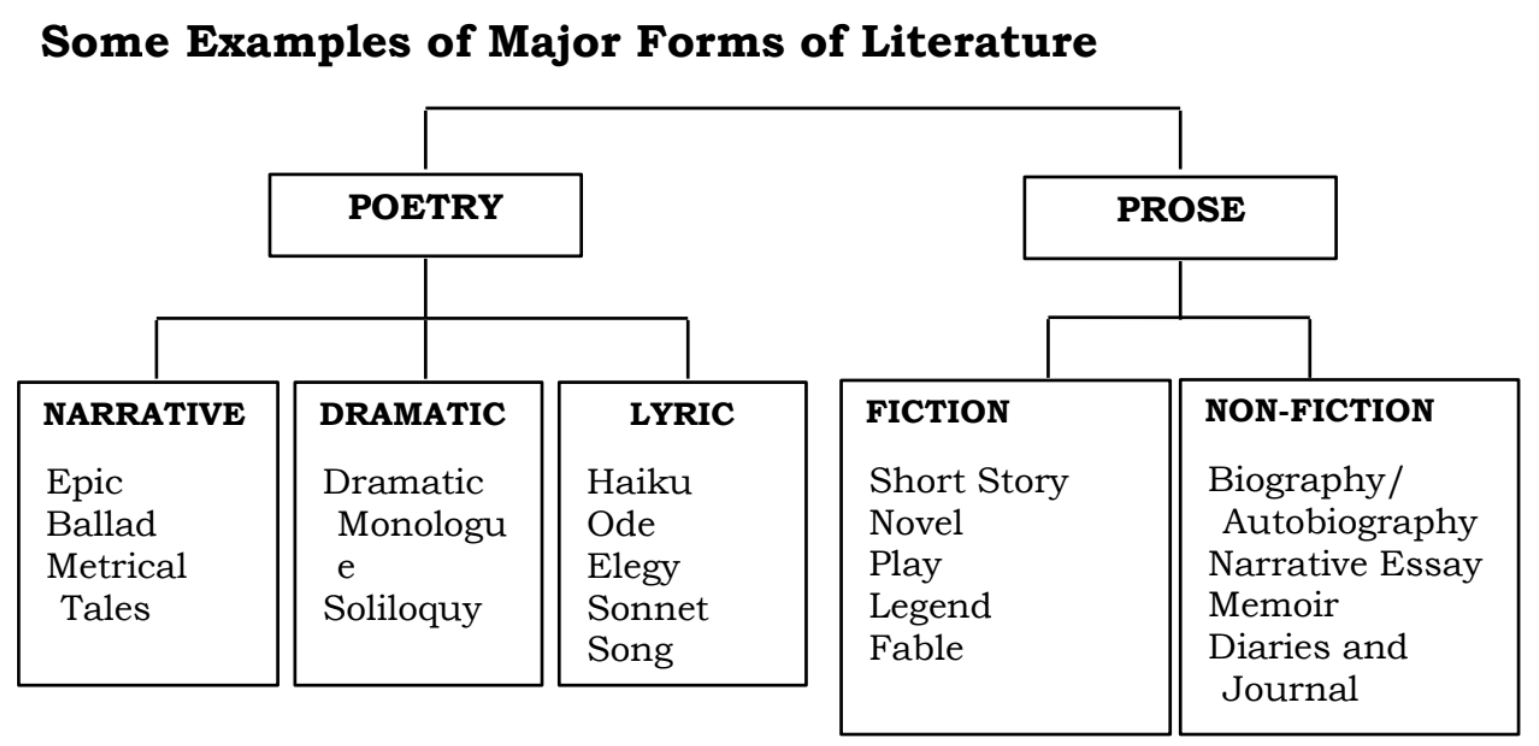 Some Examples of Major Forms of Literature
POETRY
PROSE
NARRATIVE
Epic
Ballad
Metrical
Tales
DRAMATIC
Dramatic
Monologu
e
Soliloquy
LYRIC
Haiku
Ode
Elegy
Sonnet
Song
FICTION
Short Story
Novel
Play
Legend
Fable
NON-FICTION
Biography/
Autobiography
Narrative Essay
Memoir
Diaries and
Journal